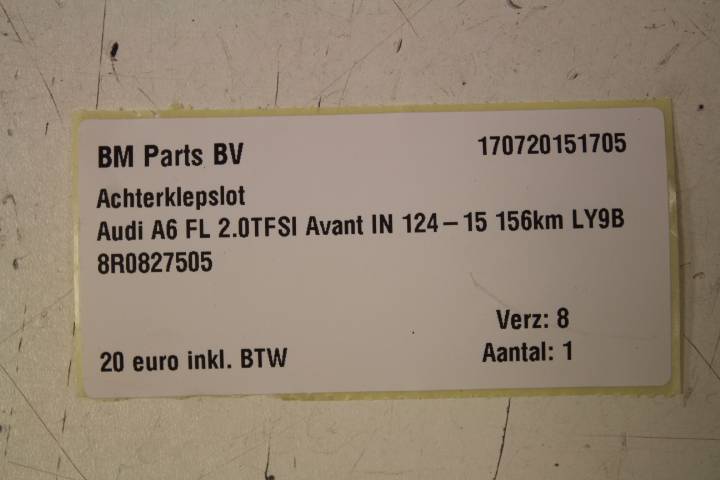 BM Parts BV 170720151705
Achterklepslot
Audi A6 FL 2.0TFSI Avant IN 124-15 156km LY9B
8R0827505
Verz: 8
20 euro inkl. BTW Aantal: 1